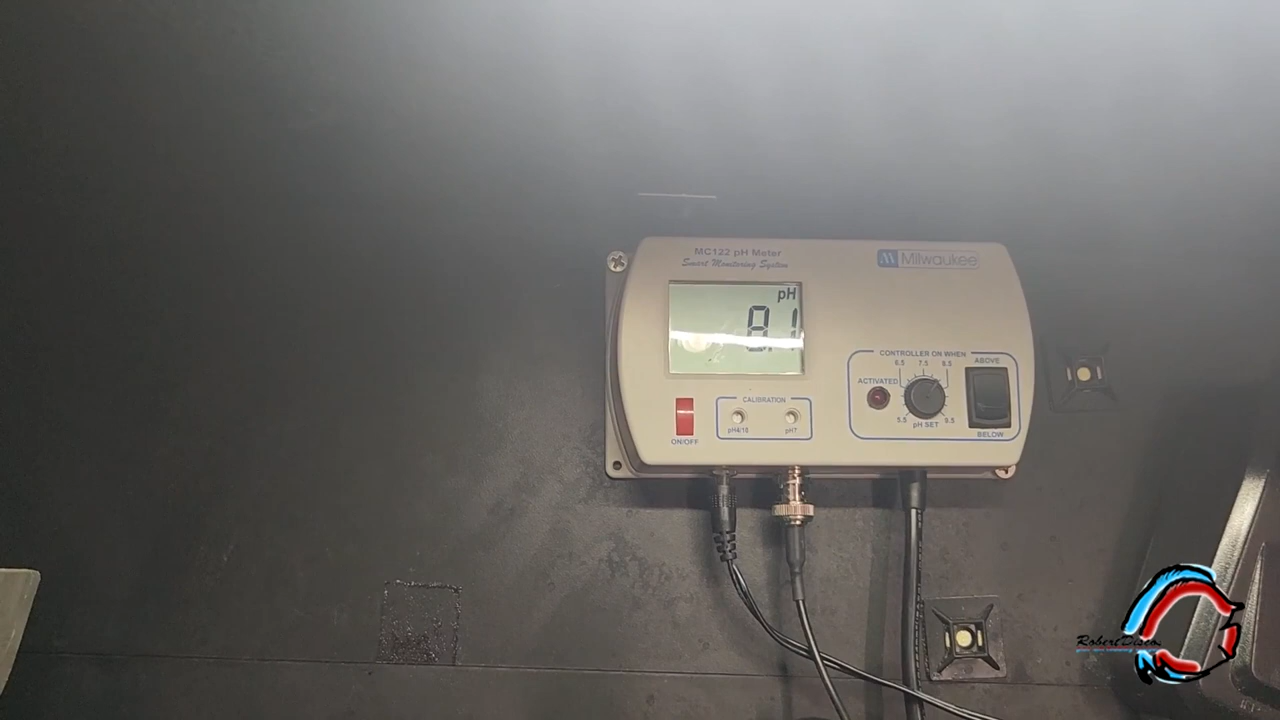 MC122 pH Meter
Smart Monitoring System
Milwaukee
pH
8.1
CONTROLLER ON WHEN
6.5 7.5 8.5
ABOVE
ACTIVATED
5.5 9.5
pH SET
BELOW
CALIBRATION
pH4/10 pH7
ON/OFF
RobertDisco